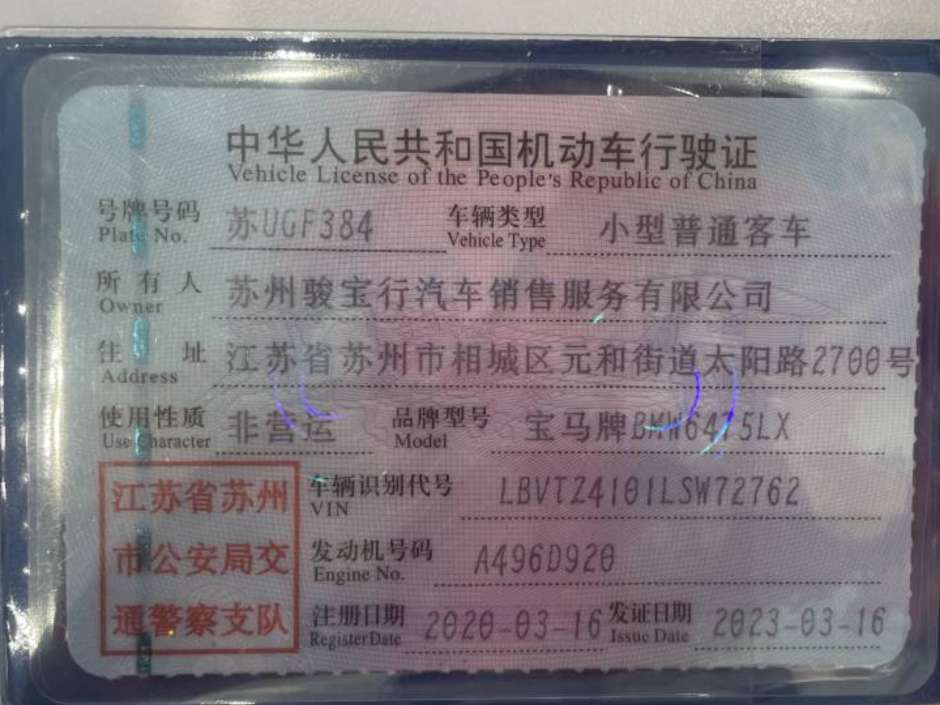 中华人民共和国机动车行驶证
Vehicle License of the People's Republic of China
号牌号码 苏UGF384 车辆类型 小型普通客车
Plate No. Vehicle Type
所有人 苏州骏宝行汽车销售服务有限公司
Owner
住址 江苏省苏州市相城区元和街道太阳路2700号
Address
使用性质 非营运 品牌型号 宝马牌BMW6475LX
Use Character Model
江苏省苏州
市公安局交
通警察支队
车辆识别代号 LBVTZ4101LSW72762
VIN
发动机号码 A496D920
Engine No.
注册日期 2020-03-16 发证日期 2023-03-16
Register Date Issue Date